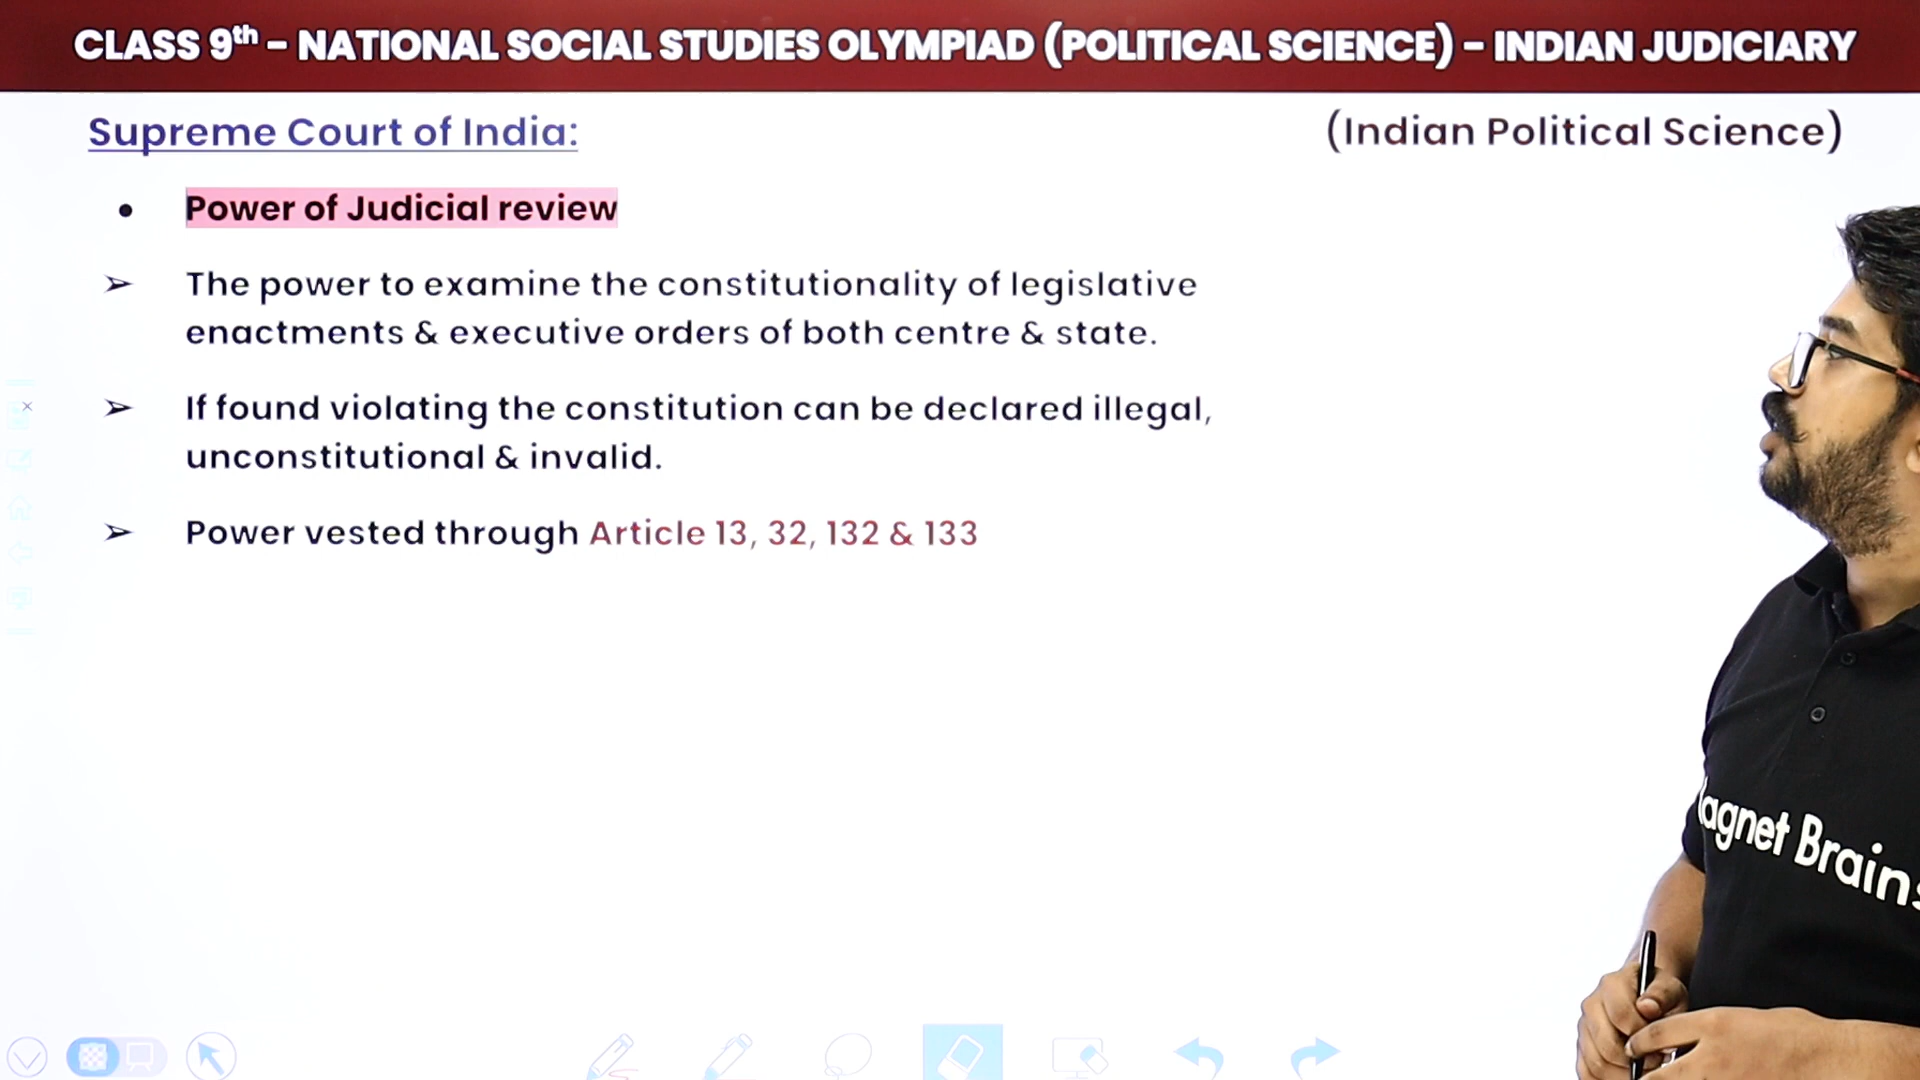 CLASS 9th – NATIONAL SOCIAL STUDIES OLYMPIAD (POLITICAL SCIENCE) – INDIAN JUDICIARY
Supreme Court of India:
(Indian Political Science)
• Power of Judicial review
➢ The power to examine the constitutionality of legislative
enactments & executive orders of both centre & state.
➢ If found violating the constitution can be declared illegal,
unconstitutional & invalid.
➢ Power vested through Article 13, 32, 132 & 133
agnet Brains